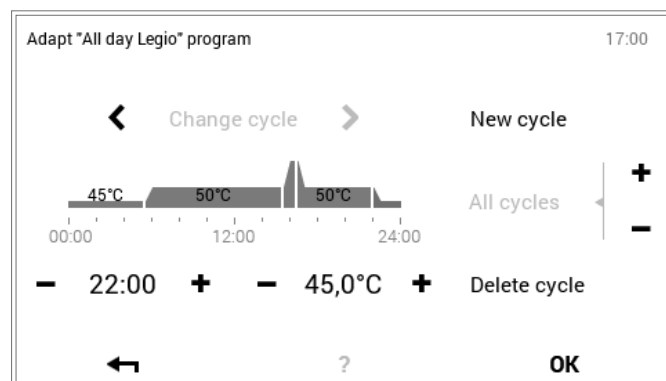 Adapt "All day Legio" program 17:00
Change cycle New cycle
45°C 50°C 50°C
All cycles + −
00:00 12:00 24:00
− 22:00 + − 45,0°C + Delete cycle
? OK